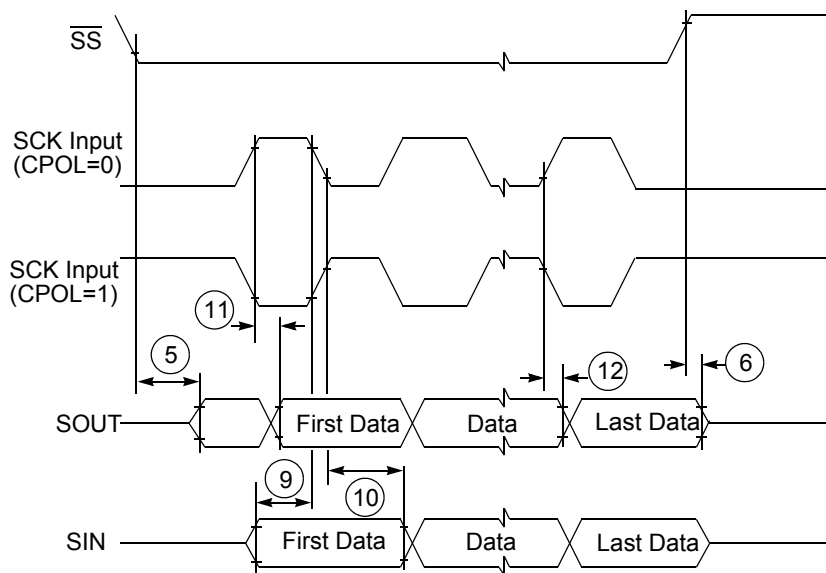 SS
SCK Input
(CPOL=0)
SCK Input
(CPOL=1)
11
5
12
6
SOUT
First Data
Data
Last Data
9
10
SIN
First Data
Data
Last Data